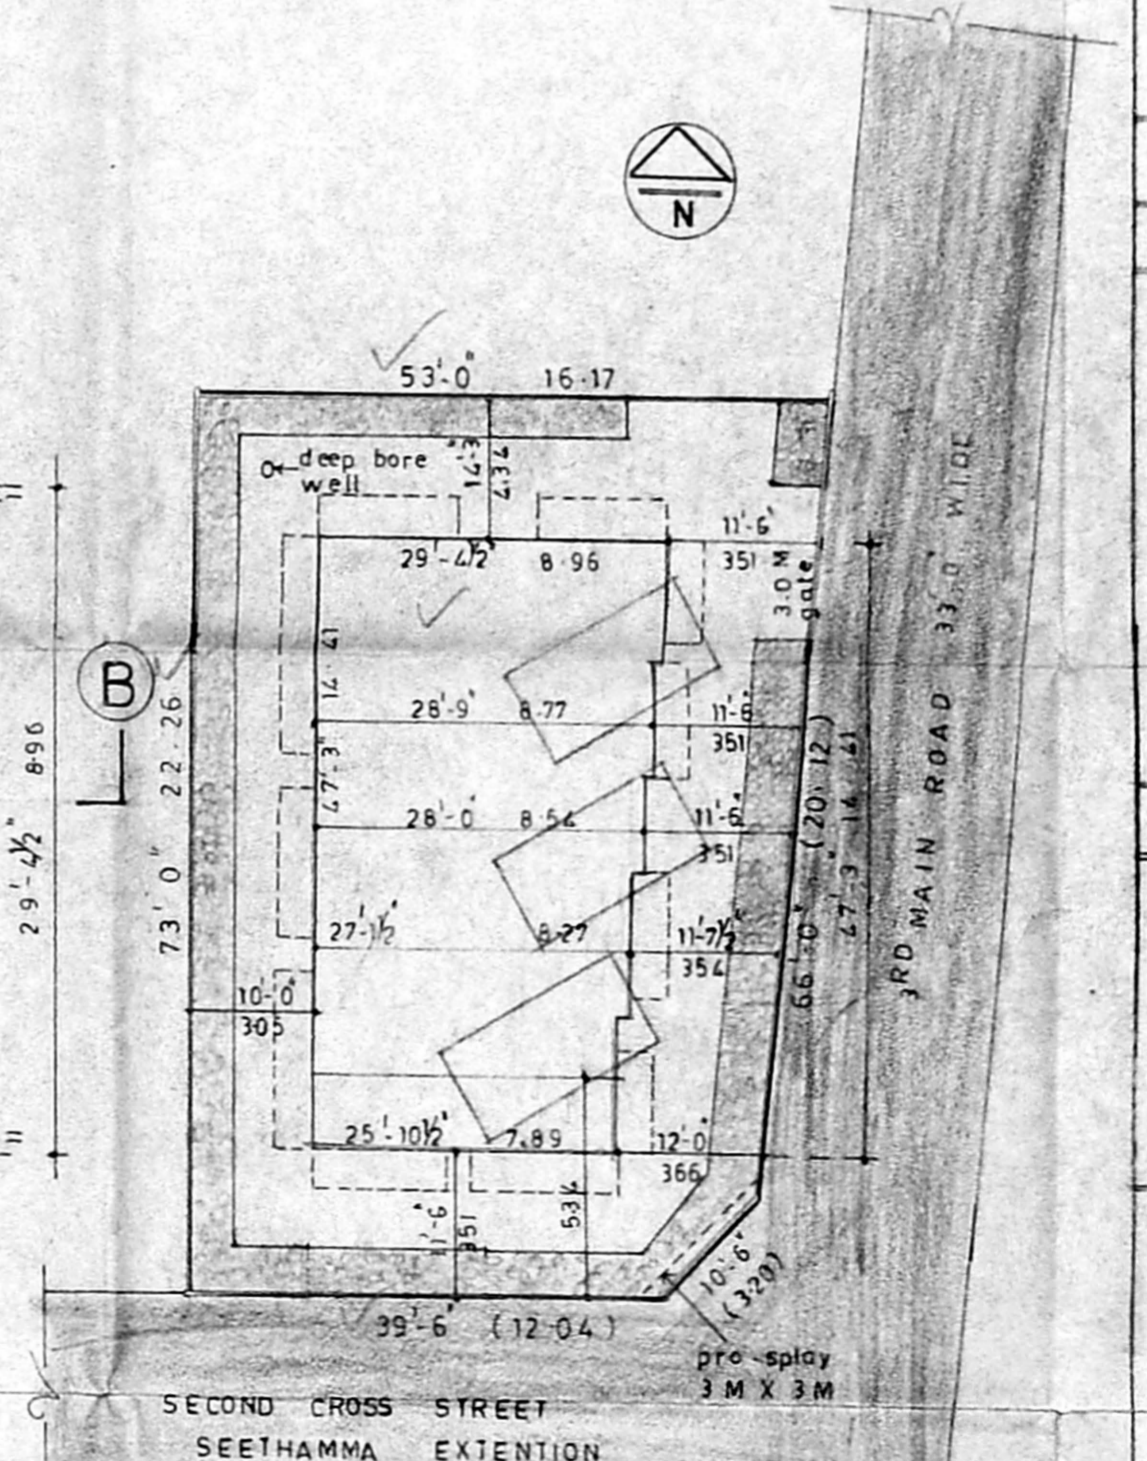 N
53'-0" 16·17
deep bore
well
14'-3"
4·34
29'-4½" 8·96
11'-6"
351
3.0 M
gate
14·41
47'-3"
28'-9" 8·77
11'-6"
351
28'-0" 8·54
11'-6"
351
27'-1½" 8·27
11'-7½"
354
10'-0"
305
25'-10½" 7.89
12'-0"
366
11'-6"
351
534
B
29'-4½" 8·96
73' 0" 22·26
66'-0" (20·12)
47'-3" 14·41
3RD MAIN ROAD 33'.0" WIDE
10'-6"
(3·20)
39'-6" (12·04)
pro-splay
3 M X 3 M
SECOND CROSS STREET
SEETHAMMA EXTENTION